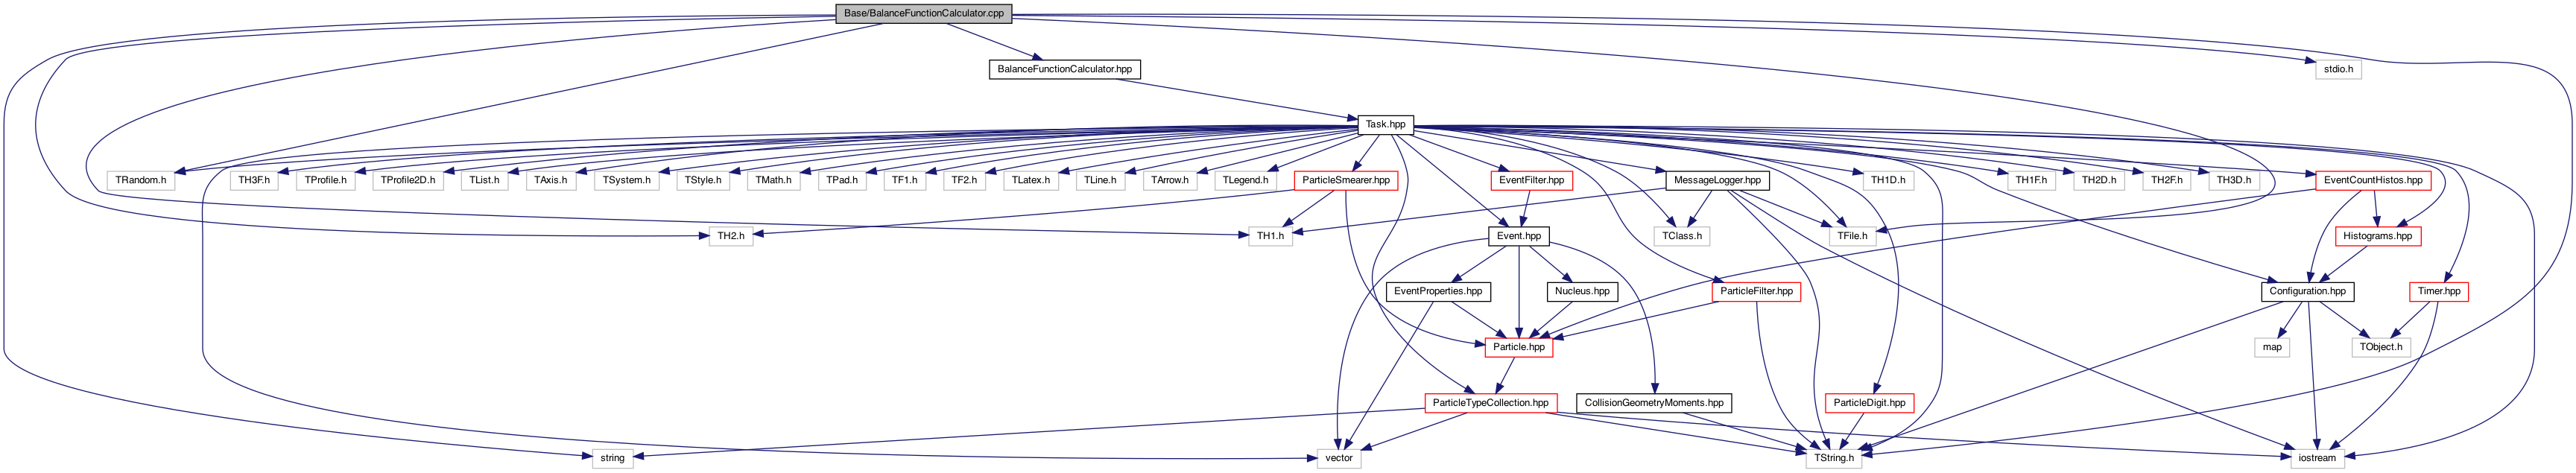 Base/BalanceFunctionCalculator.cpp
BalanceFunctionCalculator.hpp
stdio.h
Task.hpp
TRandom.h
TH3F.h
TProfile.h
TProfile2D.h
TList.h
TAxis.h
TSystem.h
TStyle.h
TMath.h
TPad.h
TF1.h
TF2.h
TLatex.h
TLine.h
TArrow.h
TLegend.h
ParticleSmearer.hpp
EventFilter.hpp
MessageLogger.hpp
TH1D.h
TH1F.h
TH2D.h
TH2F.h
TH3D.h
EventCountHistos.hpp
TH2.h
TH1.h
Event.hpp
TClass.h
TFile.h
Histograms.hpp
EventProperties.hpp
Nucleus.hpp
ParticleFilter.hpp
Configuration.hpp
Timer.hpp
Particle.hpp
map
TObject.h
ParticleTypeCollection.hpp
CollisionGeometryMoments.hpp
ParticleDigit.hpp
string
vector
TString.h
iostream